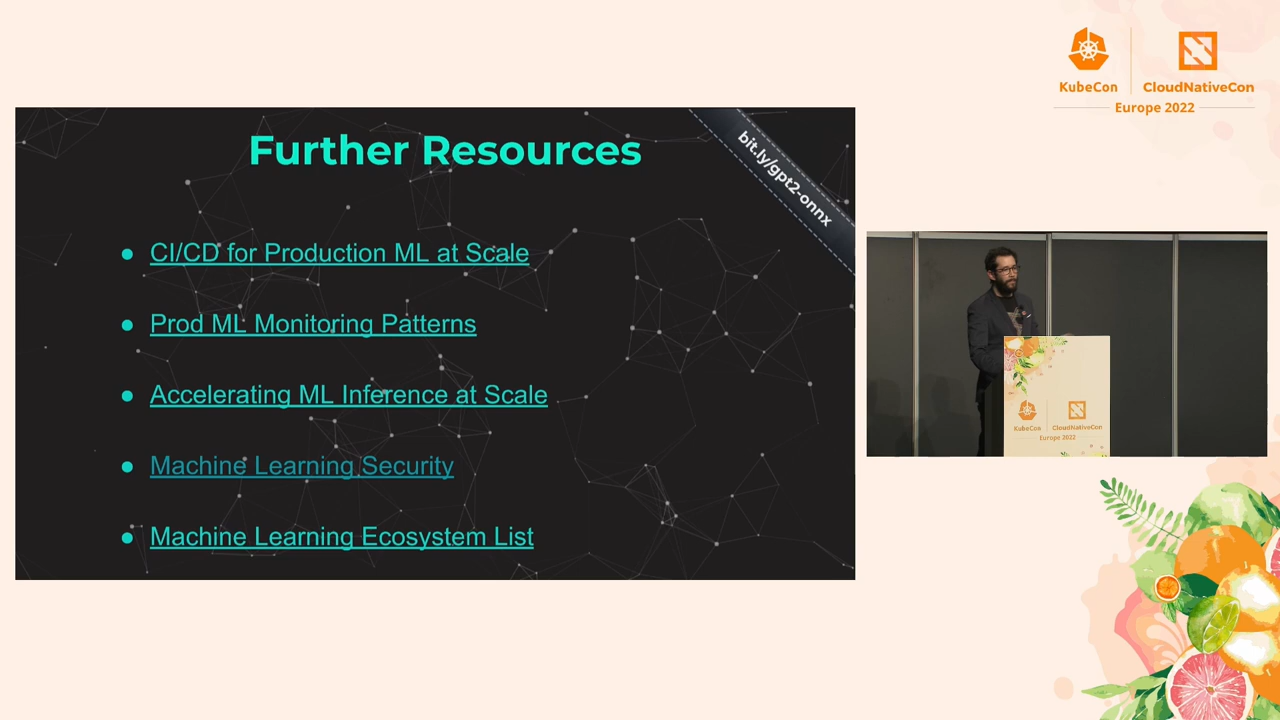 KubeCon
CloudNativeCon
Europe 2022
Further Resources
bit.ly/gpt2-onnx
CI/CD for Production ML at Scale
Prod ML Monitoring Patterns
Accelerating ML Inference at Scale
Machine Learning Security
Machine Learning Ecosystem List
KubeCon
CloudNativeCon
Europe 2022